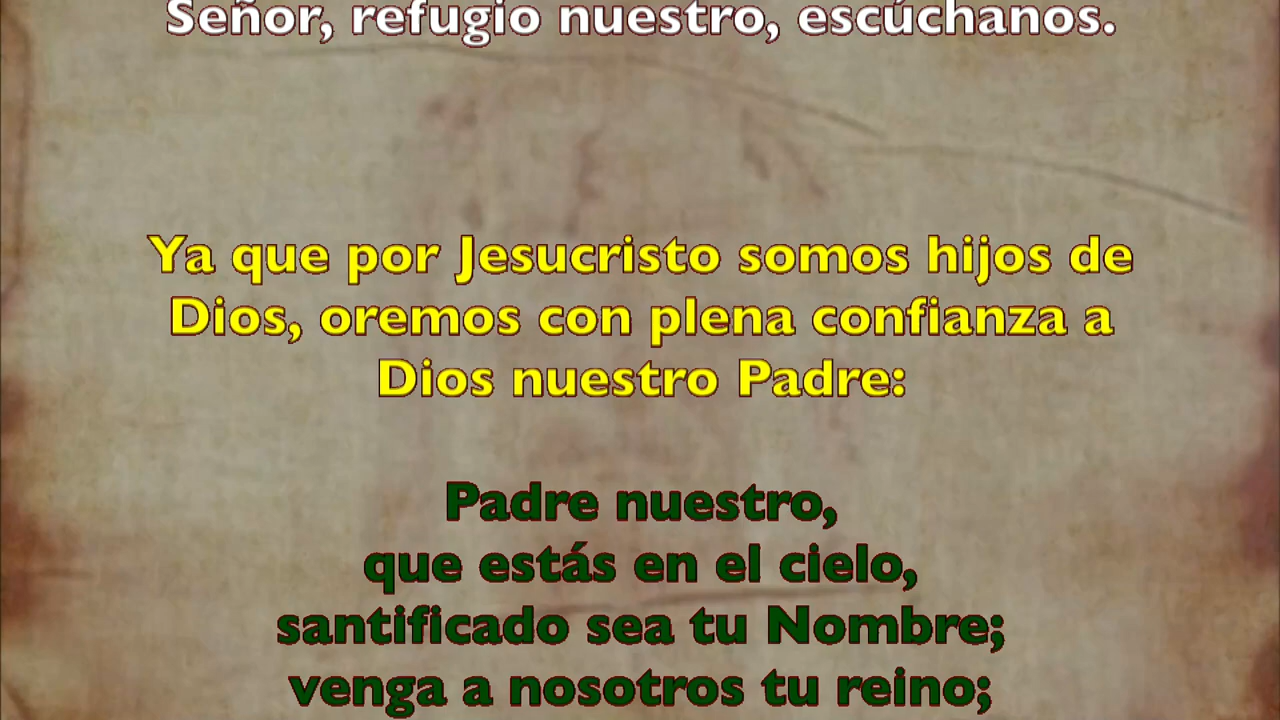 Señor, refugio nuestro, escúchanos.
Ya que por Jesucristo somos hijos de
Dios, oremos con plena confianza a
Dios nuestro Padre:
Padre nuestro,
que estás en el cielo,
santificado sea tu Nombre;
venga a nosotros tu reino;